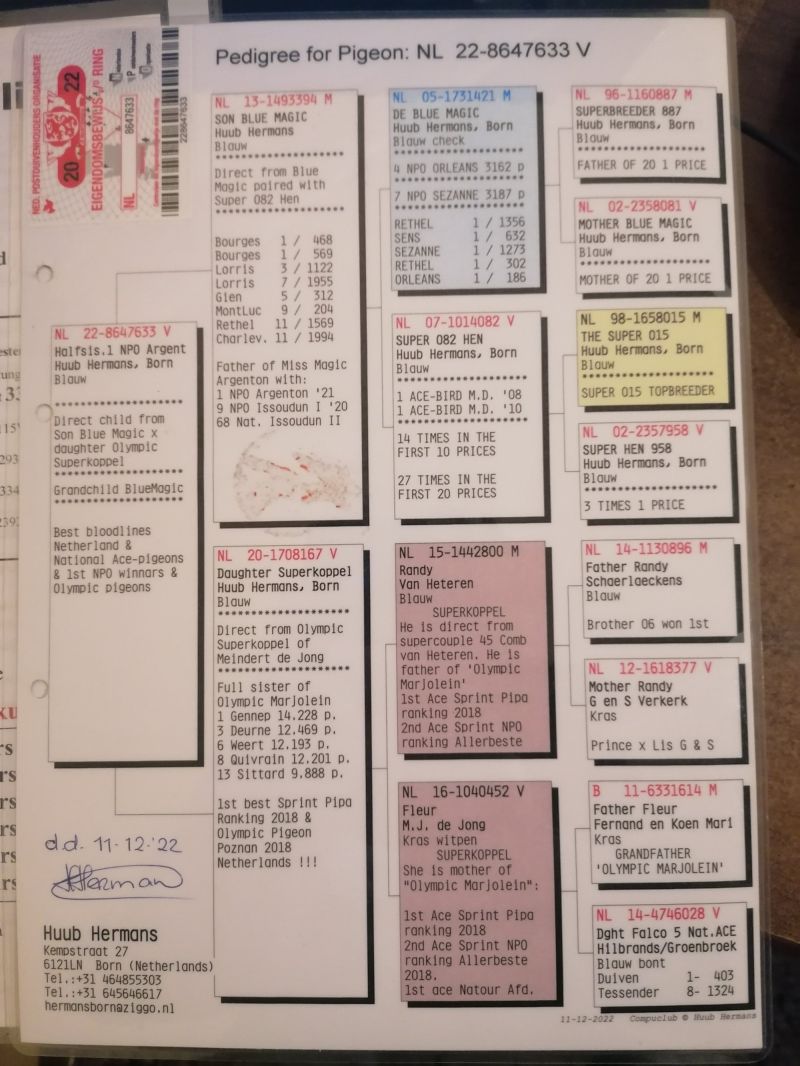 Pedigree for Pigeon: NL 22-8647633 V
NED. POSTDUIVENHOUDERS ORGANISATIE
20 22
EIGENDOMSBEWIJS v/d RING
NL 8647633
228647633
NL 22-8647633 V
Halfsis.1 NPO Argent
Huub Hermans, Born
Blauw
********************
Direct child from
Son Blue Magic x
daughter Olympic
Superkoppel
********************
Grandchild BlueMagic
********************
Best bloodlines
Netherland &
National Ace-pigeons
& 1st NPO winnars &
Olympic pigeons
NL 13-1493394 M
SON BLUE MAGIC
Huub Hermans
Blauw
********************
Direct from Blue
Magic paired with
Super 082 Hen
********************
Bourges 1 / 468
Bourges 1 / 569
Lorris 3 / 1122
Lorris 7 / 1955
Gien 5 / 312
MontLuc 9 / 204
Rethel 11 / 1569
Charlev. 11 / 1994
Father of Miss Magic
Argenton with:
1 NPO Argenton '21
9 NPO Issoudun I '20
68 Nat. Issoudun II
NL 20-1708167 V
Daughter Superkoppel
Huub Hermans, Born
Blauw
********************
Direct from Olympic
Superkoppel of
Meindert de Jong
********************
Full sister of
Olympic Marjolein
1 Gennep 14.228 p.
3 Deurne 12.469 p.
6 Weert 12.193 p.
8 Quivrain 12.201 p.
13 Sittard 9.888 p.
1st best Sprint Pipa
Ranking 2018 &
Olympic Pigeon
Poznan 2018
Netherlands !!!
NL 05-1731421 M
DE BLUE MAGIC
Huub Hermans, Born
Blauw check
********************
4 NPO ORLEANS 3162 p
********************
7 NPO SEZANNE 3187 p
********************
RETHEL 1 / 1356
SENS 1 / 632
SEZANNE 1 / 1273
RETHEL 1 / 302
ORLEANS 1 / 186
NL 07-1014082 V
SUPER 082 HEN
Huub Hermans, Born
Blauw
********************
1 ACE-BIRD M.D. '08
1 ACE-BIRD M.D. '10
********************
14 TIMES IN THE
FIRST 10 PRICES
27 TIMES IN THE
FIRST 20 PRICES
NL 15-1442800 M
Randy
Van Heteren
Blauw
SUPERKOPPEL
He is direct from
supercouple 45 Comb
van Heteren. He is
father of 'Olympic
Marjolein'
1st Ace Sprint Pipa
ranking 2018
2nd Ace Sprint NPO
ranking Allerbeste
NL 16-1040452 V
Fleur
M.J. de Jong
Kras witpen
SUPERKOPPEL
She is mother of
"Olympic Marjolein":
1st Ace Sprint Pipa
ranking 2018
2nd Ace Sprint NPO
ranking Allerbeste
2018.
1st ace Natour Afd.
NL 96-1160887 M
SUPERBREEDER 887
Huub Hermans, Born
Blauw
********************
FATHER OF 20 1 PRICE
NL 02-2358081 V
MOTHER BLUE MAGIC
Huub Hermans, Born
Blauw
********************
MOTHER OF 20 1 PRICE
NL 98-1658015 M
THE SUPER 015
Huub Hermans, Born
Blauw
********************
SUPER 015 TOPBREEDER
NL 02-2357958 V
SUPER HEN 958
Huub Hermans, Born
Blauw
********************
3 TIMES 1 PRICE
NL 14-1130896 M
Father Randy
Schaerlaeckens
Blauw
Brother 06 won 1st
NL 12-1618377 V
Mother Randy
G en S Verkerk
Kras
Prince x Lis G & S
B 11-6331614 M
Father Fleur
Fernand en Koen Mari
Kras
GRANDFATHER
'OLYMPIC MARJOLEIN'
NL 14-4746028 V
Dght Falco 5 Nat.ACE
Hilbrands/Groenbroek
Blauw bont
Duiven 1- 403
Tessender 8- 1324
d.d. 11-12-'22
Huub Hermans
Kempstraat 27
6121LN Born (Netherlands)
Tel.:+31 464855303
Tel.:+31 645646617
hermansborn@ziggo.nl
11-12-2022 Compuclub © Huub Hermans